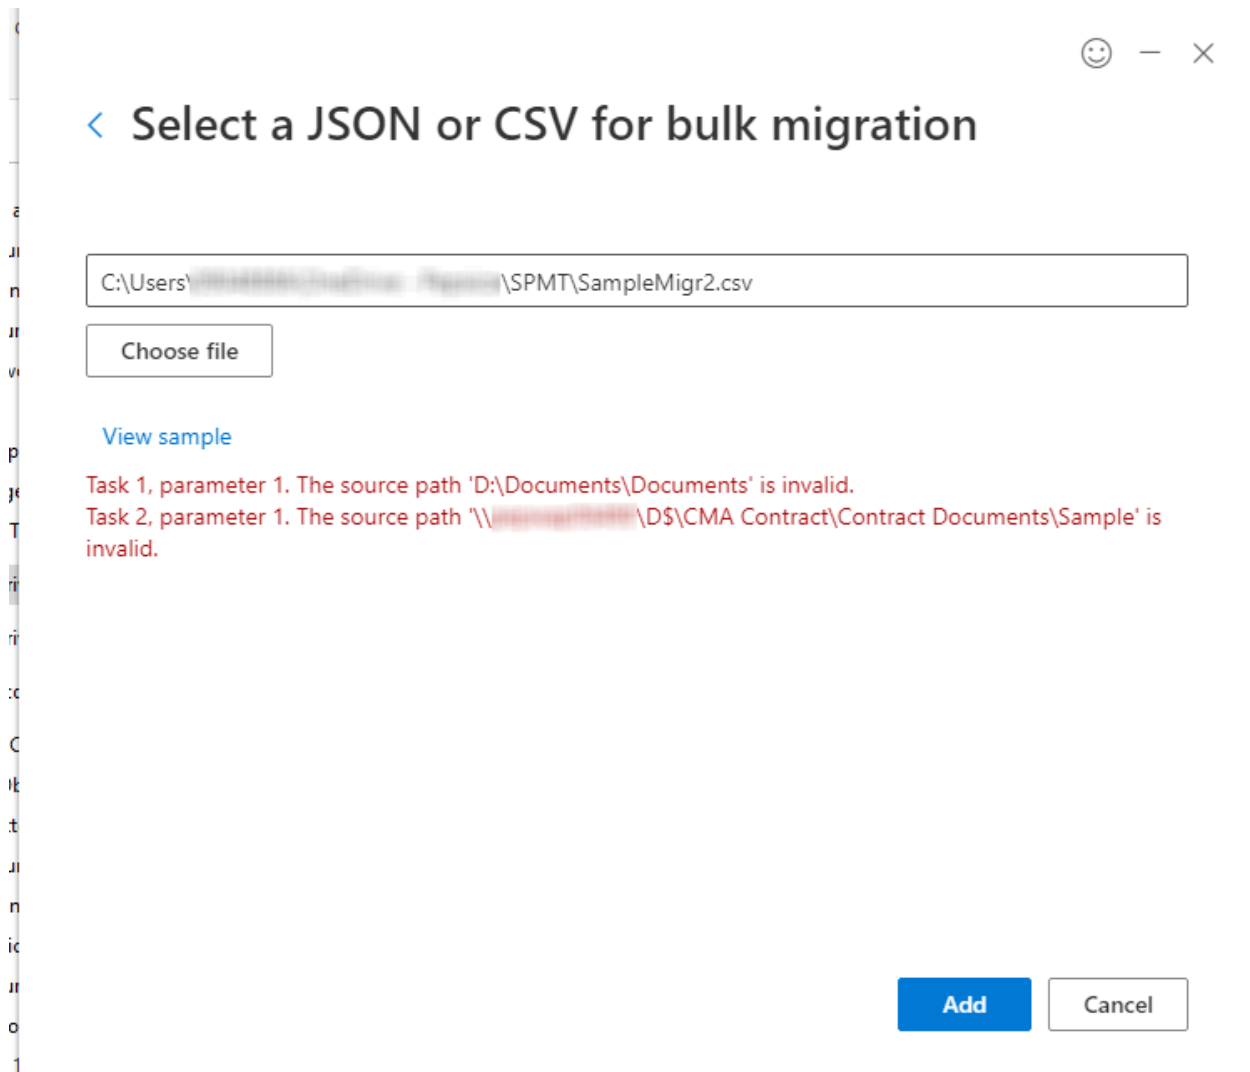 Select a JSON or CSV for bulk migration
C:\Users\ \SPMT\SampleMigr2.csv
Choose file
View sample
Task 1, parameter 1. The source path 'D:\Documents\Documents' is invalid.
Task 2, parameter 1. The source path '\\ \D$\CMA Contract\Contract Documents\Sample' is
invalid.
Add
Cancel